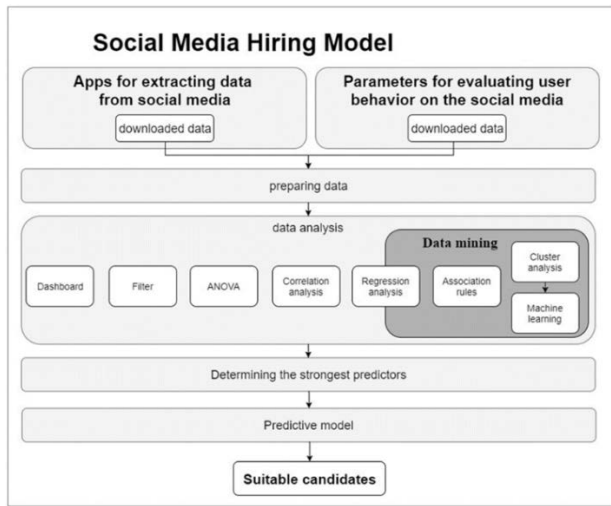 Social Media Hiring Model
Apps for extracting data
from social media
downloaded data
Parameters for evaluating user
behavior on the social media
downloaded data
preparing data
data analysis
Data mining
Dashboard
Filter
ANOVA
Correlation
analysis
Regression
analysis
Association
rules
Cluster
analysis
Machine
learning
Determining the strongest predictors
Predictive model
Suitable candidates